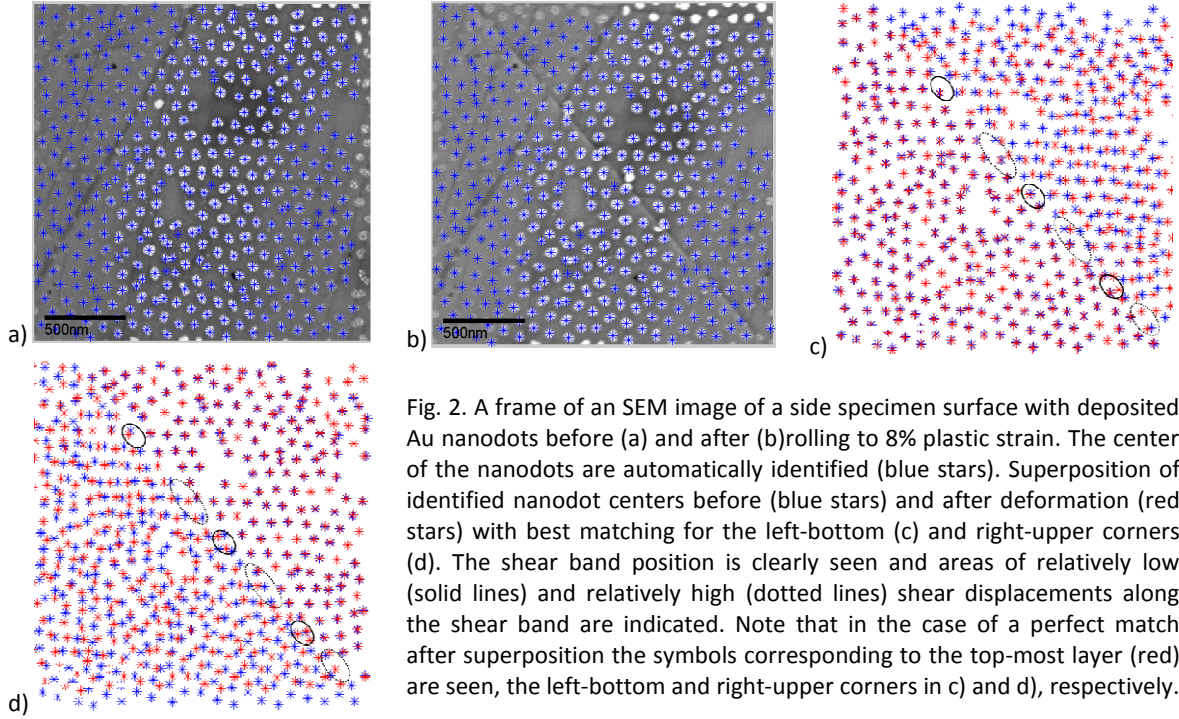 500nm
a)
500nm
b)
c)
d)
Fig. 2. A frame of an SEM image of a side specimen surface with deposited
Au nanodots before (a) and after (b)rolling to 8% plastic strain. The center
of the nanodots are automatically identified (blue stars). Superposition of
identified nanodot centers before (blue stars) and after deformation (red
stars) with best matching for the left-bottom (c) and right-upper corners
(d). The shear band position is clearly seen and areas of relatively low
(solid lines) and relatively high (dotted lines) shear displacements along
the shear band are indicated. Note that in the case of a perfect match
after superposition the symbols corresponding to the top-most layer (red)
are seen, the left-bottom and right-upper corners in c) and d), respectively.